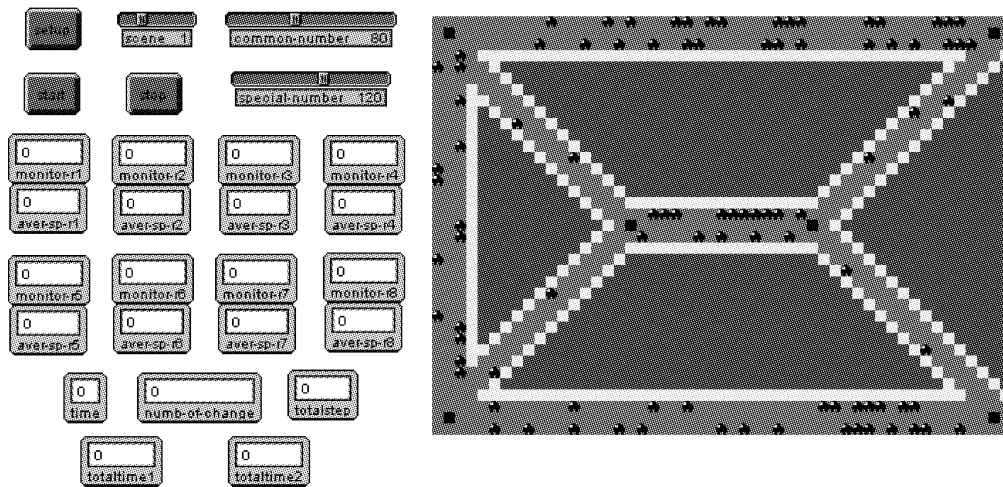 setup
scene 1
common-number 80
start
stop
special-number 120
0 0 0 0
monitor-r1 monitor-r2 monitor-r3 monitor-r4
0 0 0 0
aver-sp-r1 aver-sp-r2 aver-sp-r3 aver-sp-r4
0 0 0 0
monitor-r5 monitor-r6 monitor-r7 monitor-r8
0 0 0 0
aver-sp-r5 aver-sp-r6 aver-sp-r7 aver-sp-r8
0 0 0
time numb-of-change totalstep
0 0
totaltime1 totaltime2